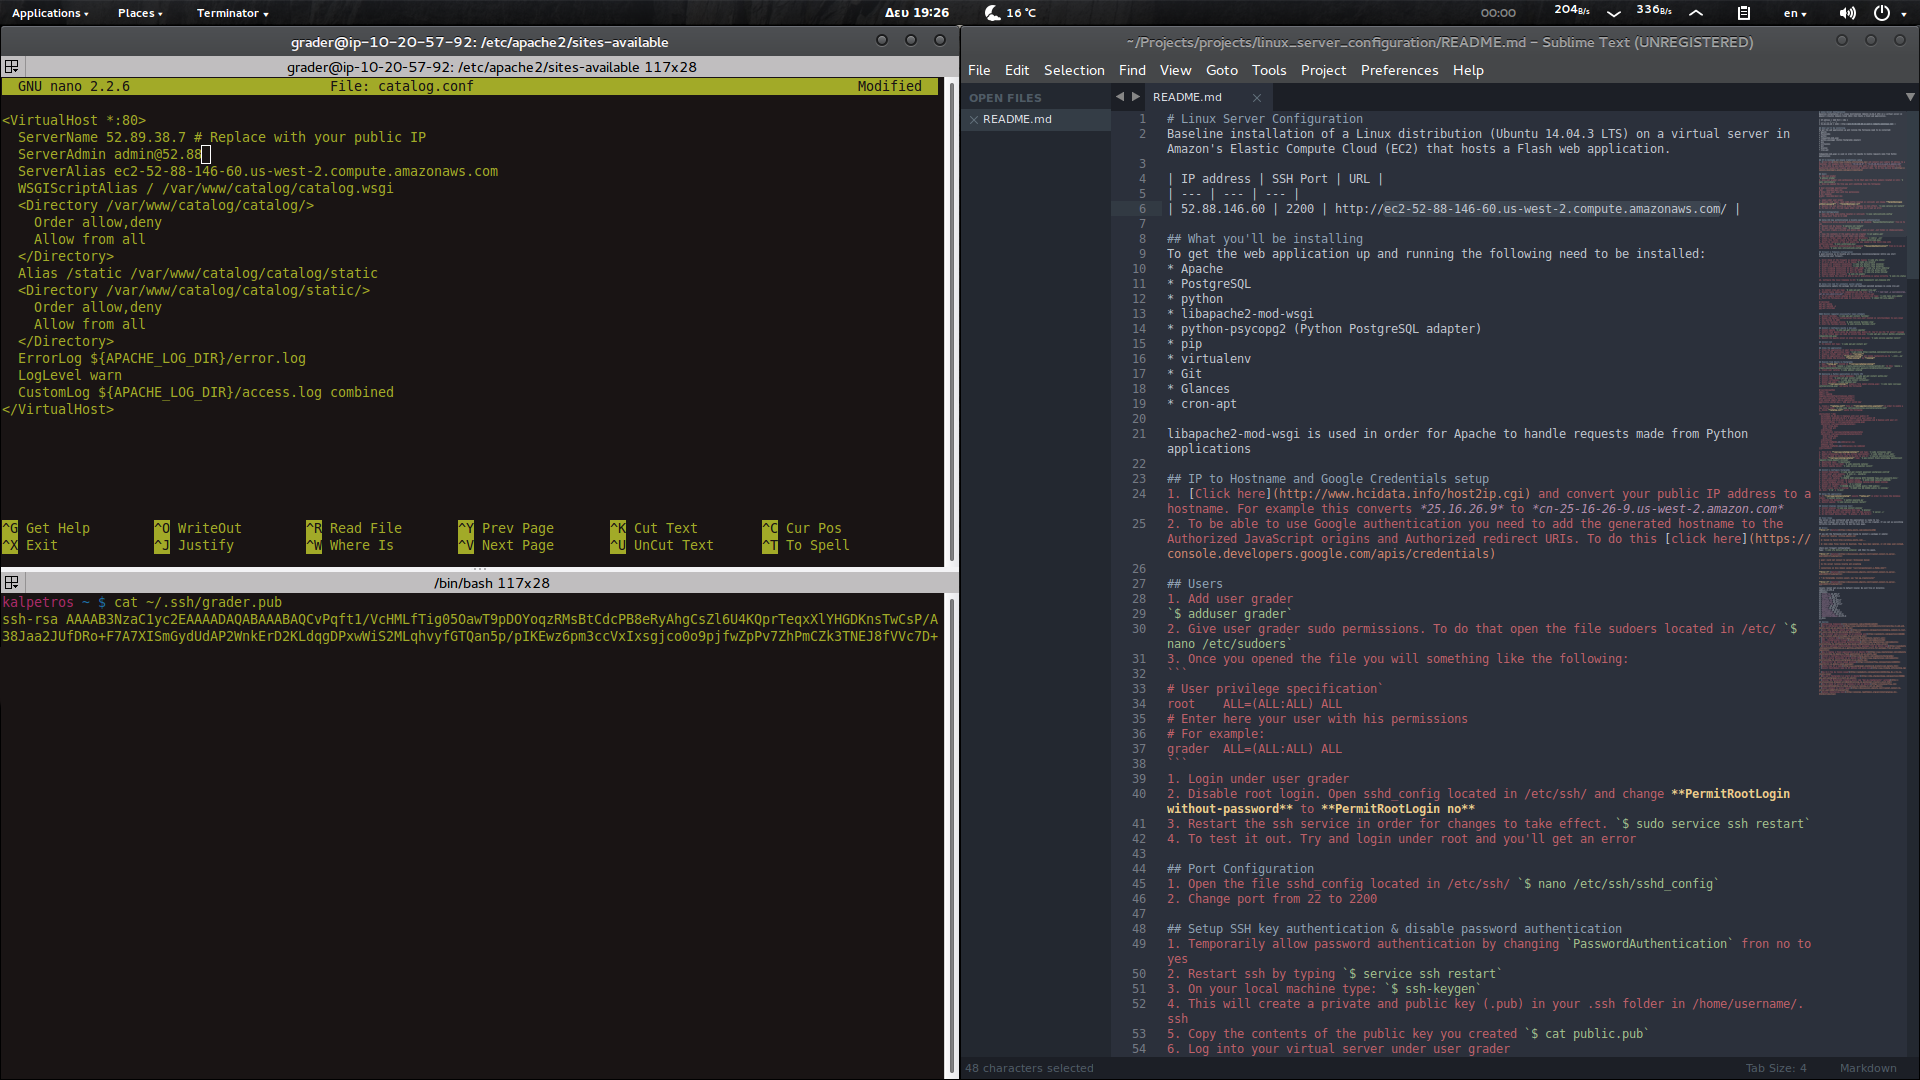 Applications Places Terminator Δευ 19:26 16 °C 00:00 204B/s 336B/s en
grader@ip-10-20-57-92: /etc/apache2/sites-available
grader@ip-10-20-57-92: /etc/apache2/sites-available 117x28
GNU nano 2.2.6 File: catalog.conf Modified
<VirtualHost *:80>
ServerName 52.89.38.7 # Replace with your public IP
ServerAdmin admin@52.88
ServerAlias ec2-52-88-146-60.us-west-2.compute.amazonaws.com
WSGIScriptAlias / /var/www/catalog/catalog.wsgi
<Directory /var/www/catalog/catalog/>
Order allow,deny
Allow from all
</Directory>
Alias /static /var/www/catalog/catalog/static
<Directory /var/www/catalog/catalog/static/>
Order allow,deny
Allow from all
</Directory>
ErrorLog ${APACHE_LOG_DIR}/error.log
LogLevel warn
CustomLog ${APACHE_LOG_DIR}/access.log combined
</VirtualHost>
^G Get Help ^O WriteOut ^R Read File ^Y Prev Page ^K Cut Text ^C Cur Pos
^X Exit ^J Justify ^W Where Is ^V Next Page ^U UnCut Text ^T To Spell
/bin/bash 117x28
kalpetros ~ $ cat ~/.ssh/grader.pub
ssh-rsa AAAAB3NzaC1yc2EAAAADAQABAAABAQCvPqft1/VcHMLfTig05OawT9pDOYoqzRMsBtCdcPB8eRyAhgCsZl6U4KQprTeqxXlYHGDKnsTwCsP/A
38Jaa2JUfDRo+F7A7XISmGydUdAP2WnkErD2KLdqgDPxwWiS2MLqhvyfGTQan5p/pIKEwz6pm3ccVxIxsgjco0o9pjfwZpPv7ZhPmCZk3TNEJ8fVVc7D+
~/Projects/projects/linux_server_configuration/README.md - Sublime Text (UNREGISTERED)
File Edit Selection Find View Goto Tools Project Preferences Help
OPEN FILES
README.md
README.md
1 # Linux Server Configuration
2 Baseline installation of a Linux distribution (Ubuntu 14.04.3 LTS) on a virtual server in
Amazon's Elastic Compute Cloud (EC2) that hosts a Flash web application.
3
4 | IP address | SSH Port | URL |
5 | --- | --- | --- |
6 | 52.88.146.60 | 2200 | http://ec2-52-88-146-60.us-west-2.compute.amazonaws.com/ |
7
8 ## What you'll be installing
9 To get the web application up and running the following need to be installed:
10 * Apache
11 * PostgreSQL
12 * python
13 * libapache2-mod-wsgi
14 * python-psycopg2 (Python PostgreSQL adapter)
15 * pip
16 * virtualenv
17 * Git
18 * Glances
19 * cron-apt
20
21 libapache2-mod-wsgi is used in order for Apache to handle requests made from Python
applications
22
23 ## IP to Hostname and Google Credentials setup
24 1. [Click here](http://www.hcidata.info/host2ip.cgi) and convert your public IP address to a
hostname. For example this converts *25.16.26.9* to *cn-25-16-26-9.us-west-2.amazon.com*
25 2. To be able to use Google authentication you need to add the generated hostname to the
Authorized JavaScript origins and Authorized redirect URIs. To do this [click here](https://
console.developers.google.com/apis/credentials)
26
27 ## Users
28 1. Add user grader
29 `$ adduser grader`
30 2. Give user grader sudo permissions. To do that open the file sudoers located in /etc/ `$
nano /etc/sudoers`
31 3. Once you opened the file you will something like the following:
32 ```
33 # User privilege specification`
34 root ALL=(ALL:ALL) ALL
35 # Enter here your user with his permissions
36 # For example:
37 grader ALL=(ALL:ALL) ALL
38 ```
39 1. Login under user grader
40 2. Disable root login. Open sshd_config located in /etc/ssh/ and change **PermitRootLogin
without-password** to **PermitRootLogin no**
41 3. Restart the ssh service in order for changes to take effect. `$ sudo service ssh restart`
42 4. To test it out. Try and login under root and you'll get an error
43
44 ## Port Configuration
45 1. Open the file sshd_config located in /etc/ssh/ `$ nano /etc/ssh/sshd_config`
46 2. Change port from 22 to 2200
47
48 ## Setup SSH key authentication & disable password authentication
49 1. Temporarily allow password authentication by changing `PasswordAuthentication` fron no to
yes
50 2. Restart ssh by typing `$ service ssh restart`
51 3. On your local machine type: `$ ssh-keygen`
52 4. This will create a private and public key (.pub) in your .ssh folder in /home/username/.
ssh
53 5. Copy the contents of the public key you created `$ cat public.pub`
54 6. Log into your virtual server under user grader
48 characters selected Tab Size: 4 Markdown